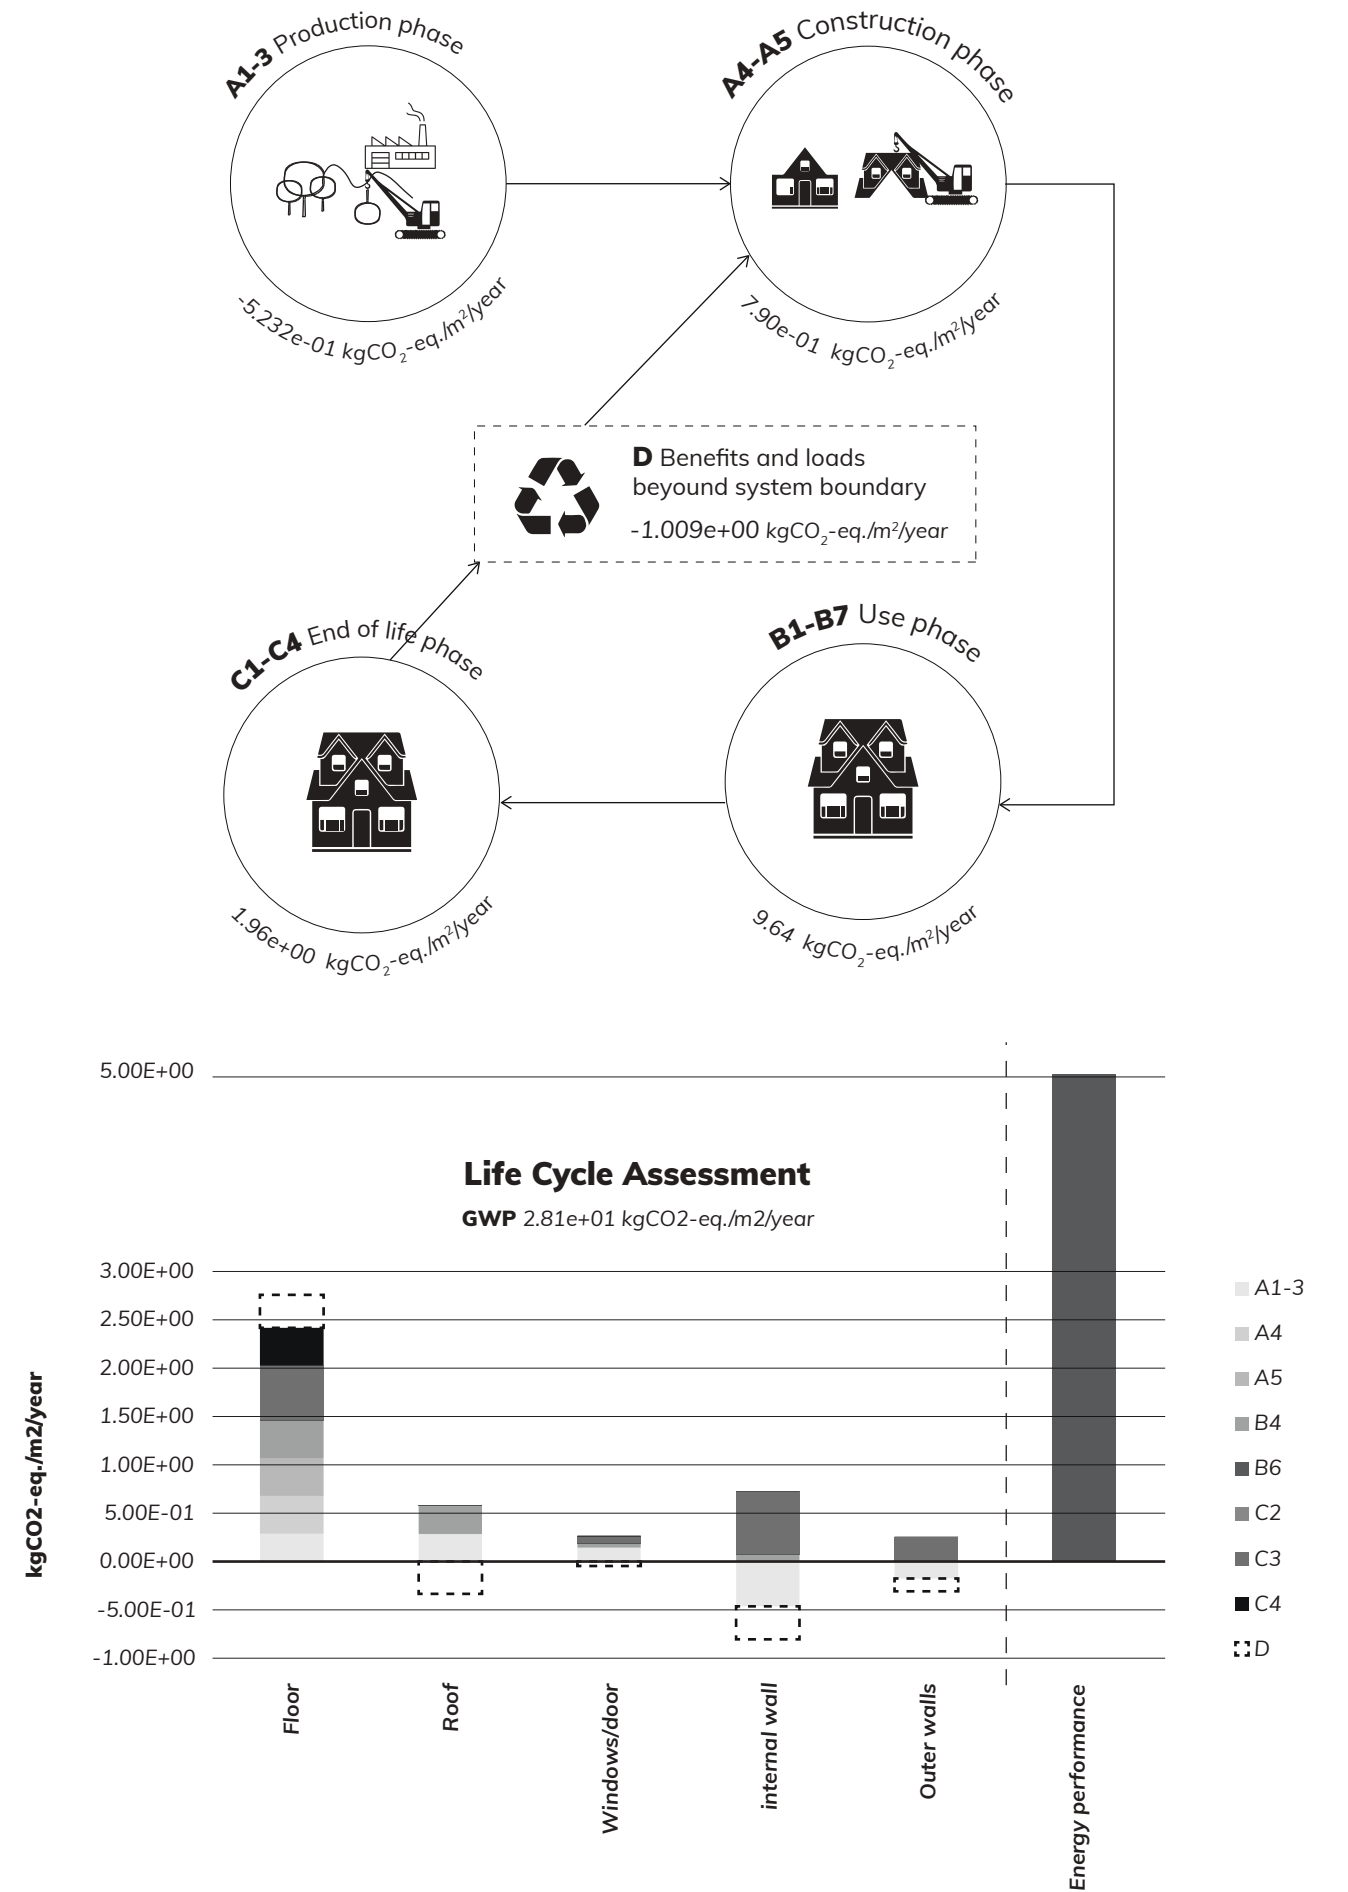 A1-3 Production phase
-5.232e-01 kgCO2-eq./m²/year
A4-A5 Construction phase
7.90e-01 kgCO2-eq./m²/year
D Benefits and loads
beyound system boundary
-1.009e+00 kgCO2-eq./m²/year
C1-C4 End of life phase
1.96e+00 kgCO2-eq./m²/year
B1-B7 Use phase
9.64 kgCO2-eq./m²/year
Life Cycle Assessment
GWP 2.81e+01 kgCO2-eq./m2/year
kgCO2-eq./m2/year
5.00E+00
3.00E+00
2.50E+00
2.00E+00
1.50E+00
1.00E+00
5.00E-01
0.00E+00
-5.00E-01
-1.00E+00
Floor
Roof
Windows/door
internal wall
Outer walls
Energy performance
A1-3
A4
A5
B4
B6
C2
C3
C4
D